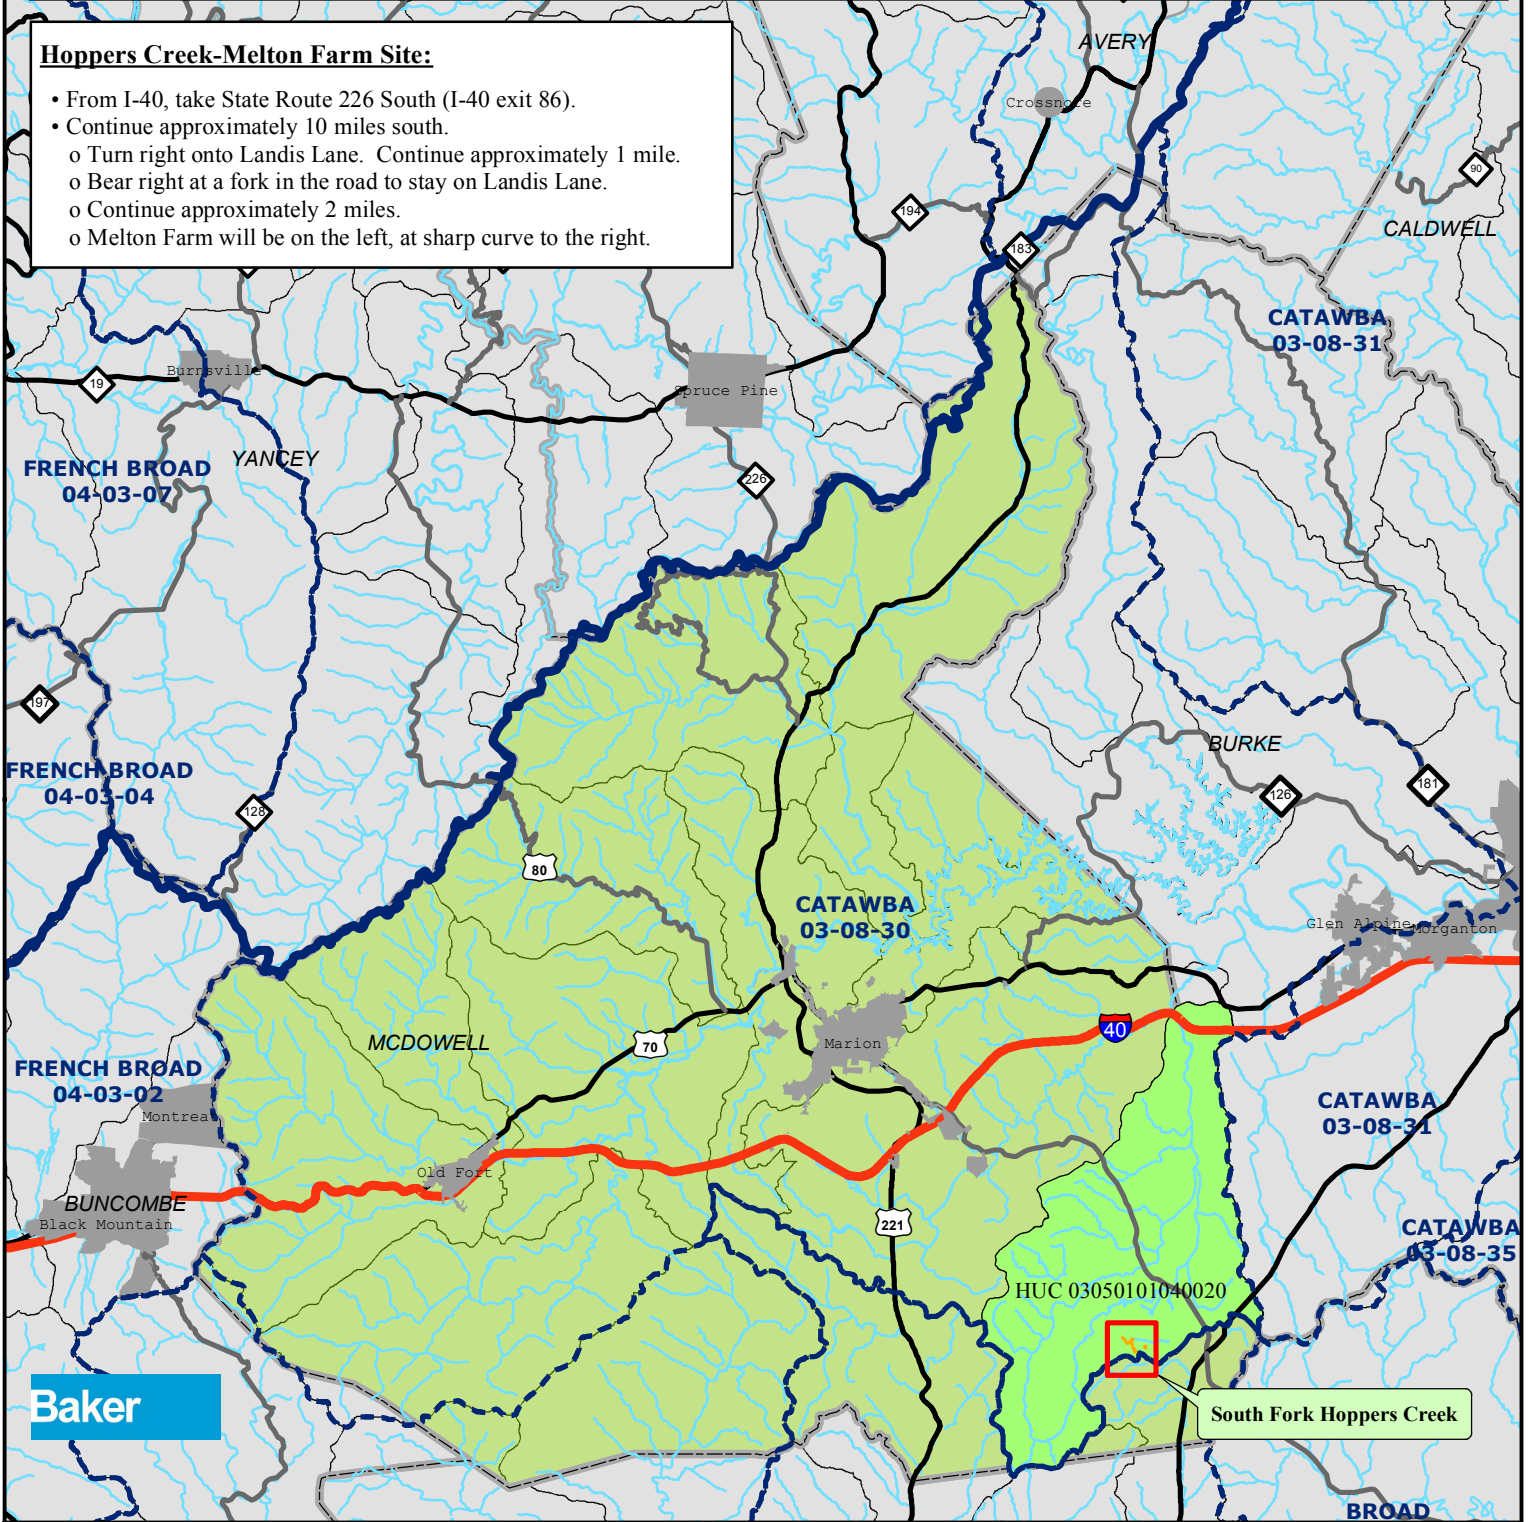 Hoppers Creek-Melton Farm Site:
• From I-40, take State Route 226 South (I-40 exit 86).
• Continue approximately 10 miles south.
o Turn right onto Landis Lane. Continue approximately 1 mile.
o Bear right at a fork in the road to stay on Landis Lane.
o Continue approximately 2 miles.
o Melton Farm will be on the left, at sharp curve to the right.
AVERY
Crossnore
90
194
CALDWELL
183
CATAWBA
03-08-31
Burnsville
19
Spruce Pine
YANCEY
FRENCH BROAD
04-03-07
226
197
BURKE
FRENCH BROAD
04-03-04
128
126
181
80
CATAWBA
03-08-30
Glen Alpine
Morganton
MCDOWELL
70
Marion
40
FRENCH BROAD
04-03-02
Montreat
CATAWBA
03-08-31
Old Fort
BUNCOMBE
Black Mountain
221
CATAWBA
03-08-35
HUC 03050101040020
Baker
South Fork Hoppers Creek
BROAD